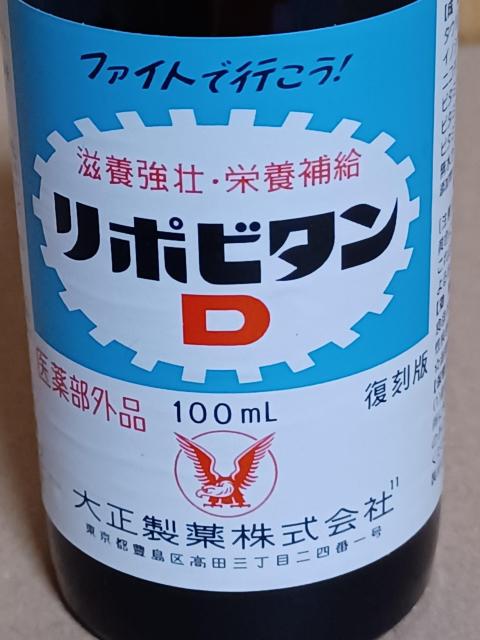 ファイトで行こう!
滋養強壮・栄養補給
リポビタン
D
医薬部外品
100mL
復刻版
大正製薬株式会社
11
東京都豊島区高田三丁目二四番一号